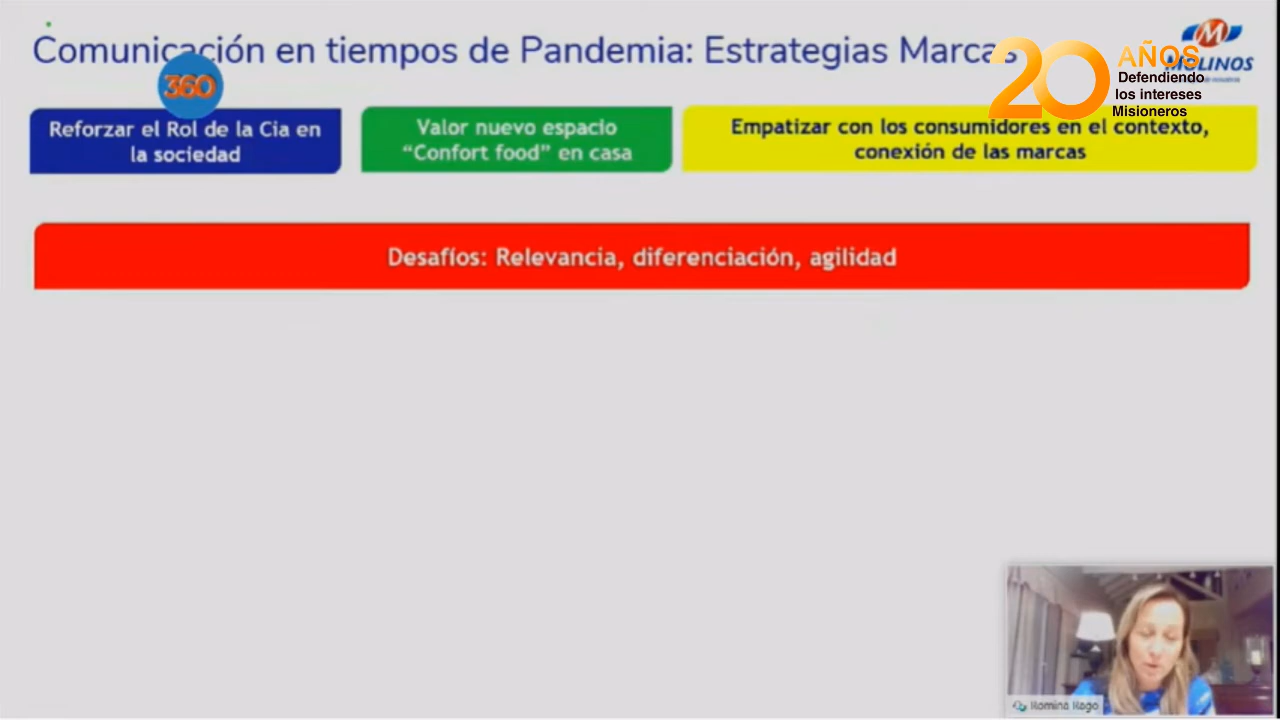 Comunicación en tiempos de Pandemia: Estrategias Marcas
360
20 AÑOS
Defendiendo
los intereses
Misioneros
MOLINOS
Reforzar el Rol de la Cia en
la sociedad
Valor nuevo espacio
“Confort food” en casa
Empatizar con los consumidores en el contexto,
conexión de las marcas
Desafíos: Relevancia, diferenciación, agilidad
Romina Rago